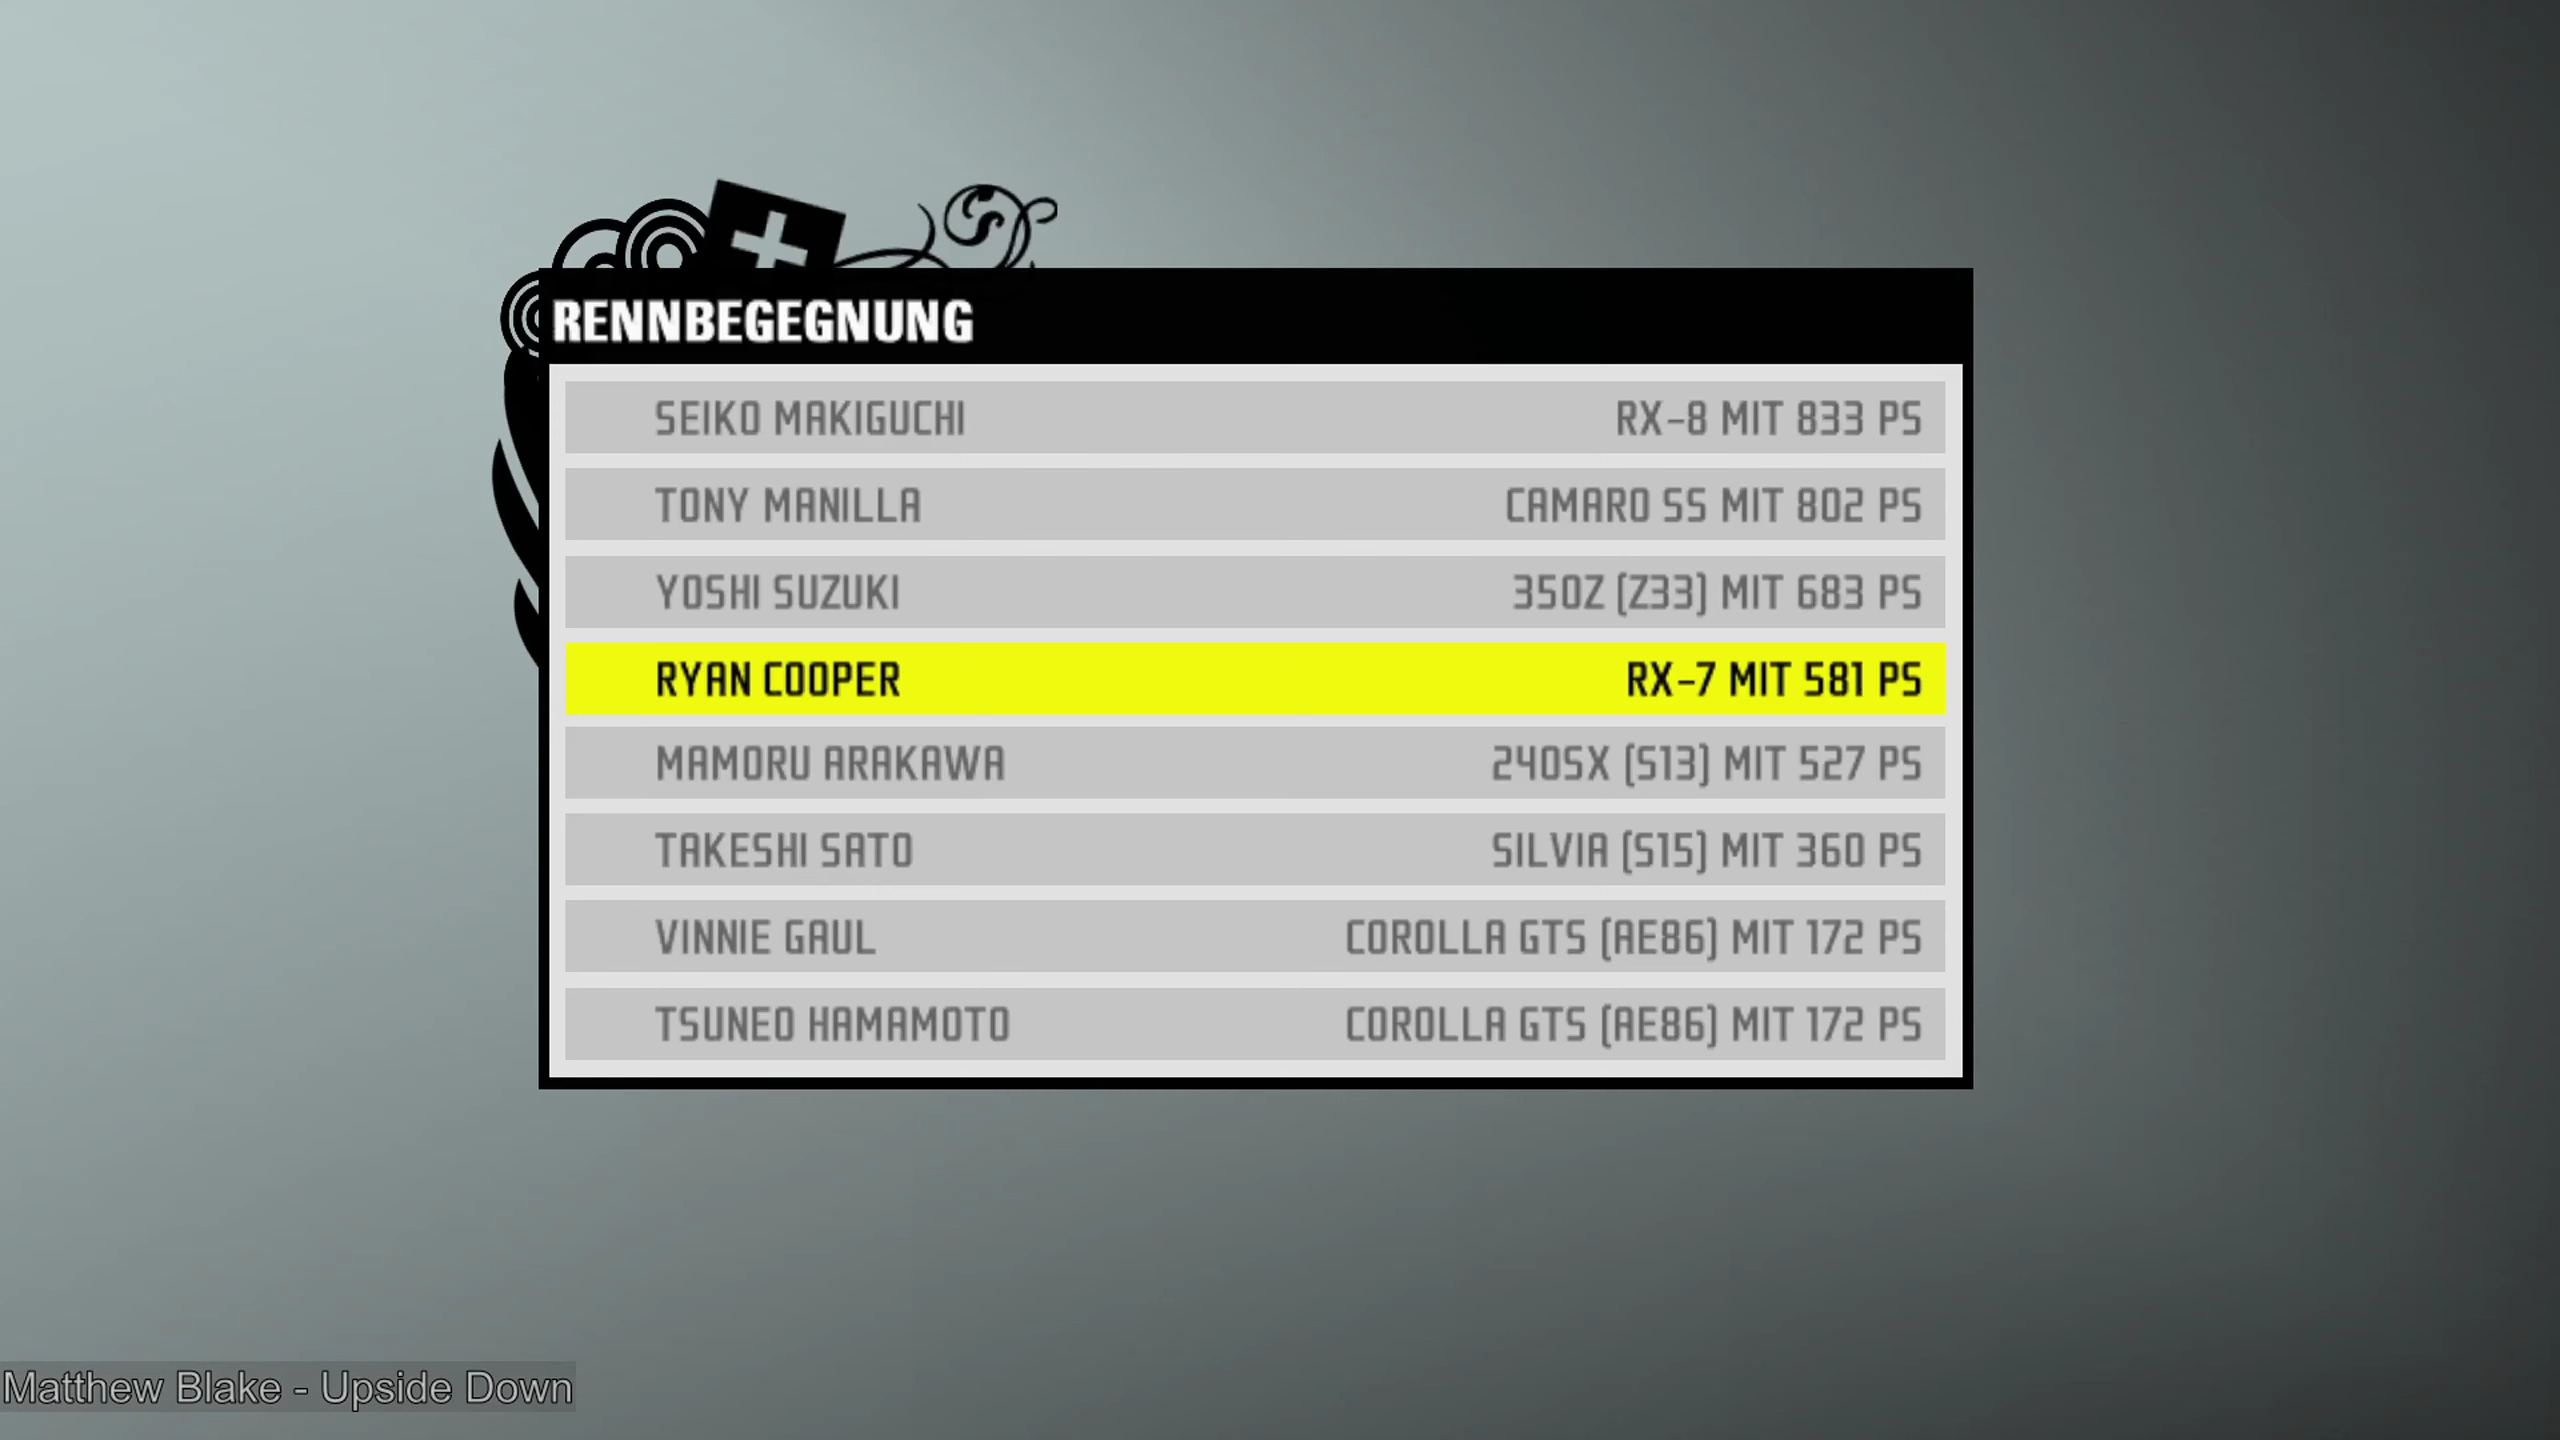 RENNBEGEGNUNG
SEIKO MAKIGUCHI RX-8 MIT 833 PS
TONY MANILLA CAMARO SS MIT 802 PS
YOSHI SUZUKI 350Z (Z33) MIT 683 PS
RYAN COOPER RX-7 MIT 581 PS
MAMORU ARAKAWA 240SX (S13) MIT 527 PS
TAKESHI SATO SILVIA (S15) MIT 360 PS
VINNIE GAUL COROLLA GTS (AE86) MIT 172 PS
TSUNEO HAMAMOTO COROLLA GTS (AE86) MIT 172 PS
Matthew Blake - Upside Down